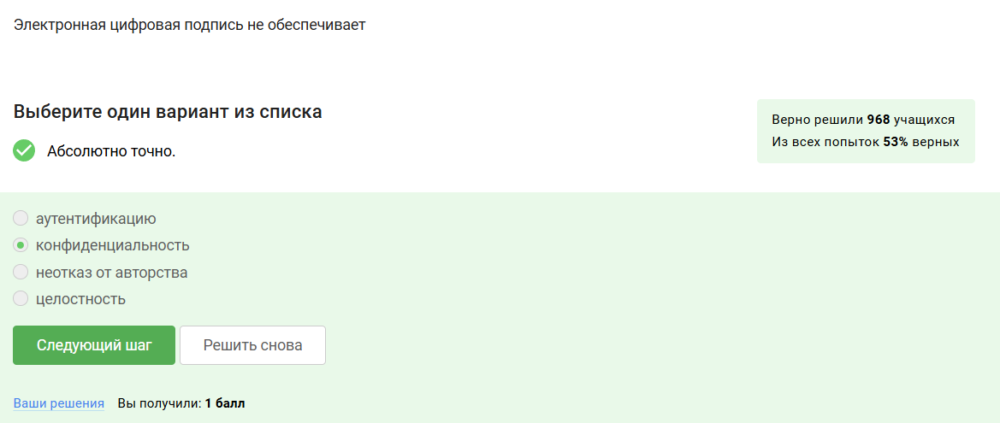 Электронная цифровая подпись не обеспечивает
Выберите один вариант из списка
Верно решили 968 учащихся
Из всех попыток 53% верных
Абсолютно точно.
аутентификацию
конфиденциальность
неотказ от авторства
целостность
Следующий шаг
Решить снова
Ваши решения Вы получили: 1 балл